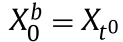 $X_0^b = X_{t^0}$